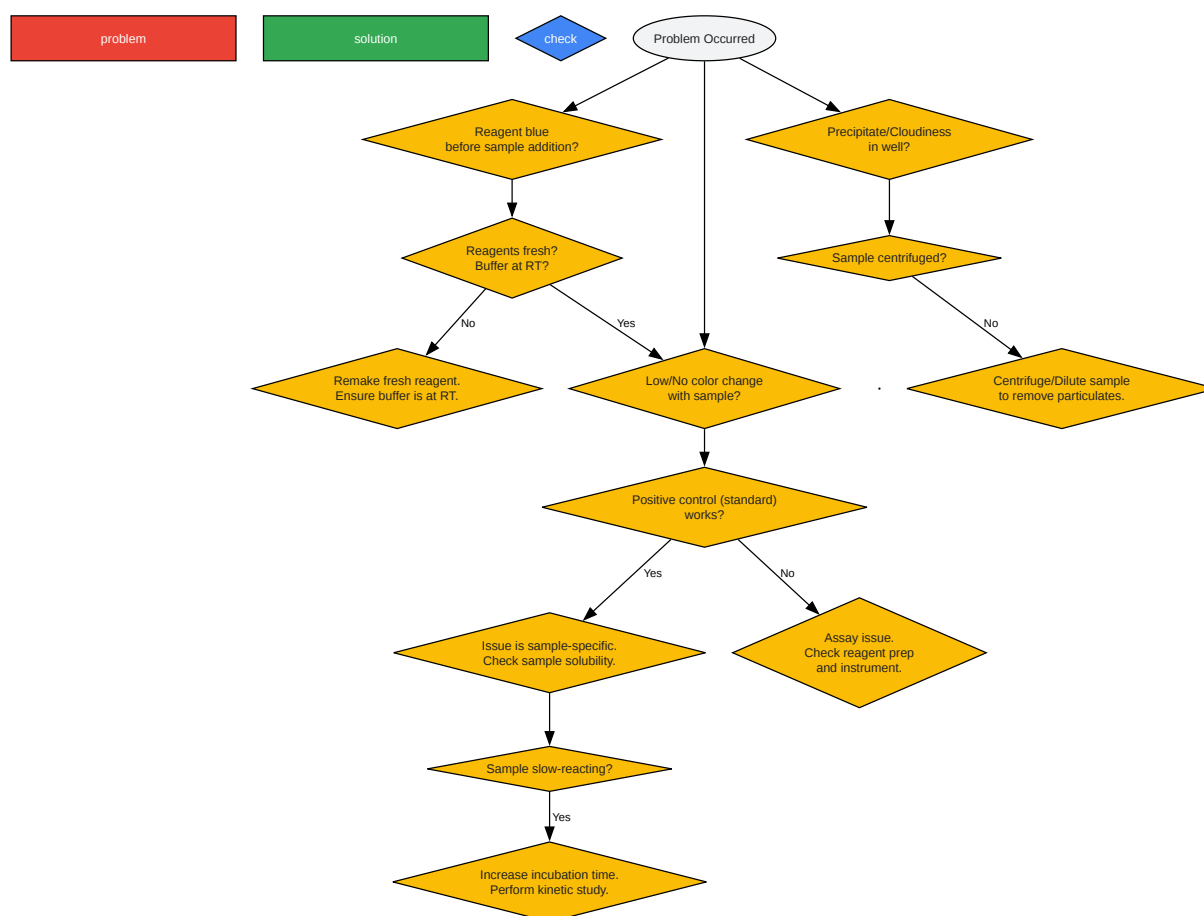 problem
solution
check
Problem Occurred
Reagent blue
before sample addition?
Precipitate/Cloudiness
in well?
Reagents fresh?
Buffer at RT?
Sample centrifuged?
No
Yes
No
Remake fresh reagent.
Ensure buffer is at RT.
Low/No color change
with sample?
.
Centrifuge/Dilute sample
to remove particulates.
Positive control (standard)
works?
Yes
No
Issue is sample-specific.
Check sample solubility.
Assay issue.
Check reagent prep
and instrument.
Sample slow-reacting?
Yes
Increase incubation time.
Perform kinetic study.